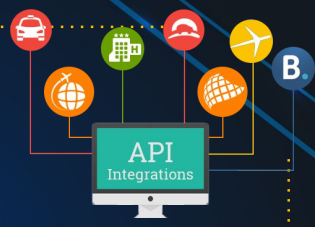 H
B.
API
Integrations